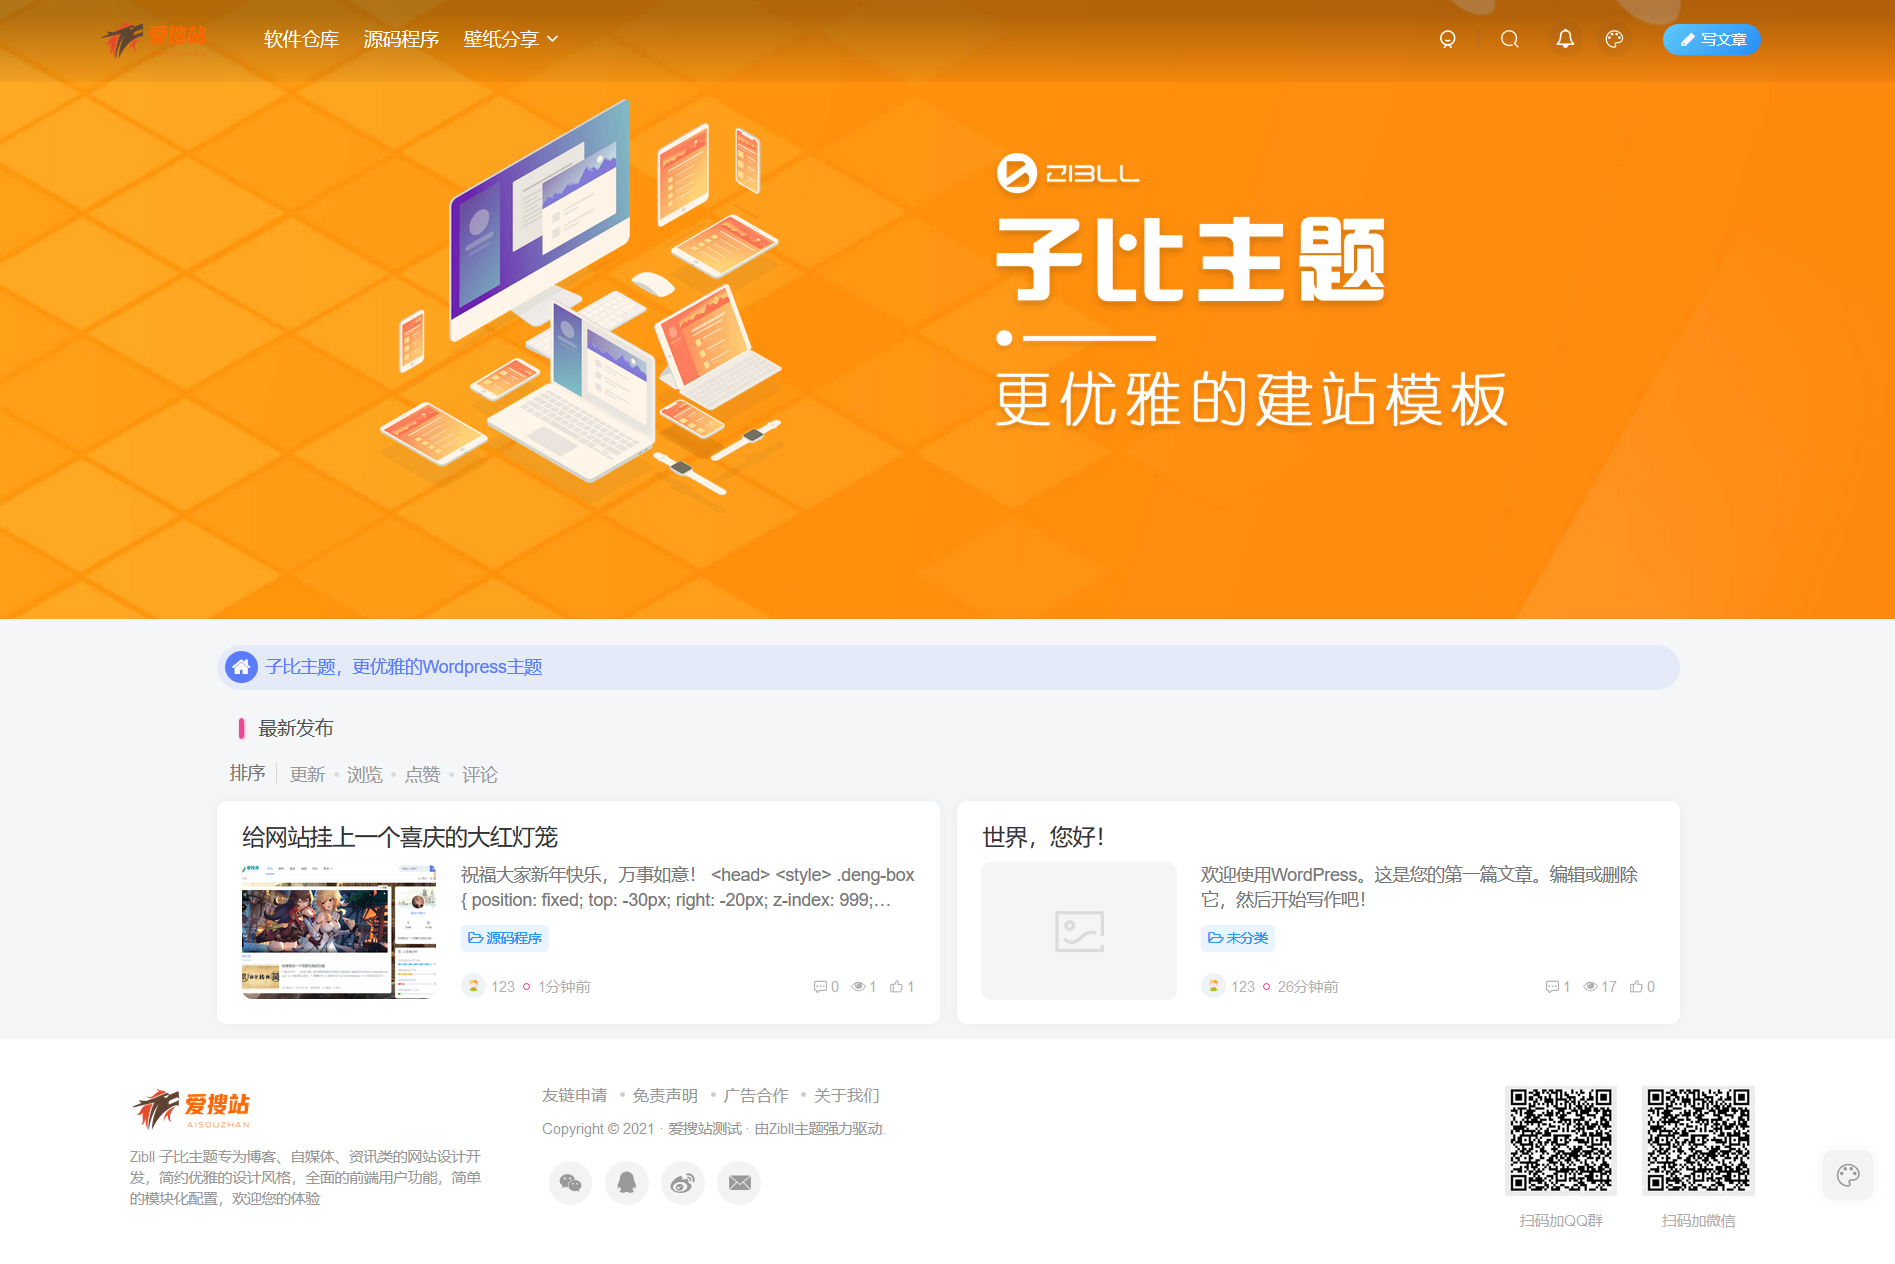 爱搜站
软件仓库 源码程序 壁纸分享
写文章
ZIBLL
子比主题
更优雅的建站模板
子比主题，更优雅的Wordpress主题
最新发布
排序 更新 浏览 点赞 评论
给网站挂上一个喜庆的大红灯笼
祝福大家新年快乐，万事如意！ <head> <style> .deng-box
{ position: fixed; top: -30px; right: -20px; z-index: 999;…
源码程序
123 1分钟前 0 1 1
世界，您好！
欢迎使用WordPress。这是您的第一篇文章。编辑或删除
它，然后开始写作吧！
未分类
123 26分钟前 1 17 0
爱搜站
AISOUZHAN
Zibll 子比主题专为博客、自媒体、资讯类的网站设计开
发，简约优雅的设计风格，全面的前端用户功能，简单
的模块化配置，欢迎您的体验
友链申请 免责声明 广告合作 关于我们
Copyright © 2021 · 爱搜站测试 · 由Zibll主题强力驱动.
扫码加QQ群
扫码加微信